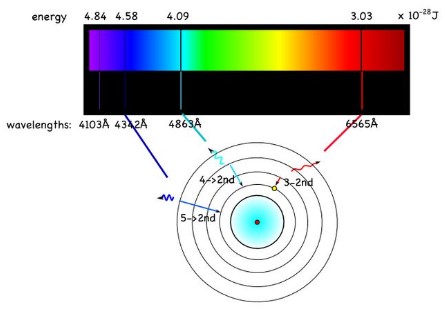 energy 4.84 4.58 4.09 3.03 x 10-28J
wavelengths: 4103Å 4342Å 4863Å 6565Å
4->2nd
3-2nd
5->2nd